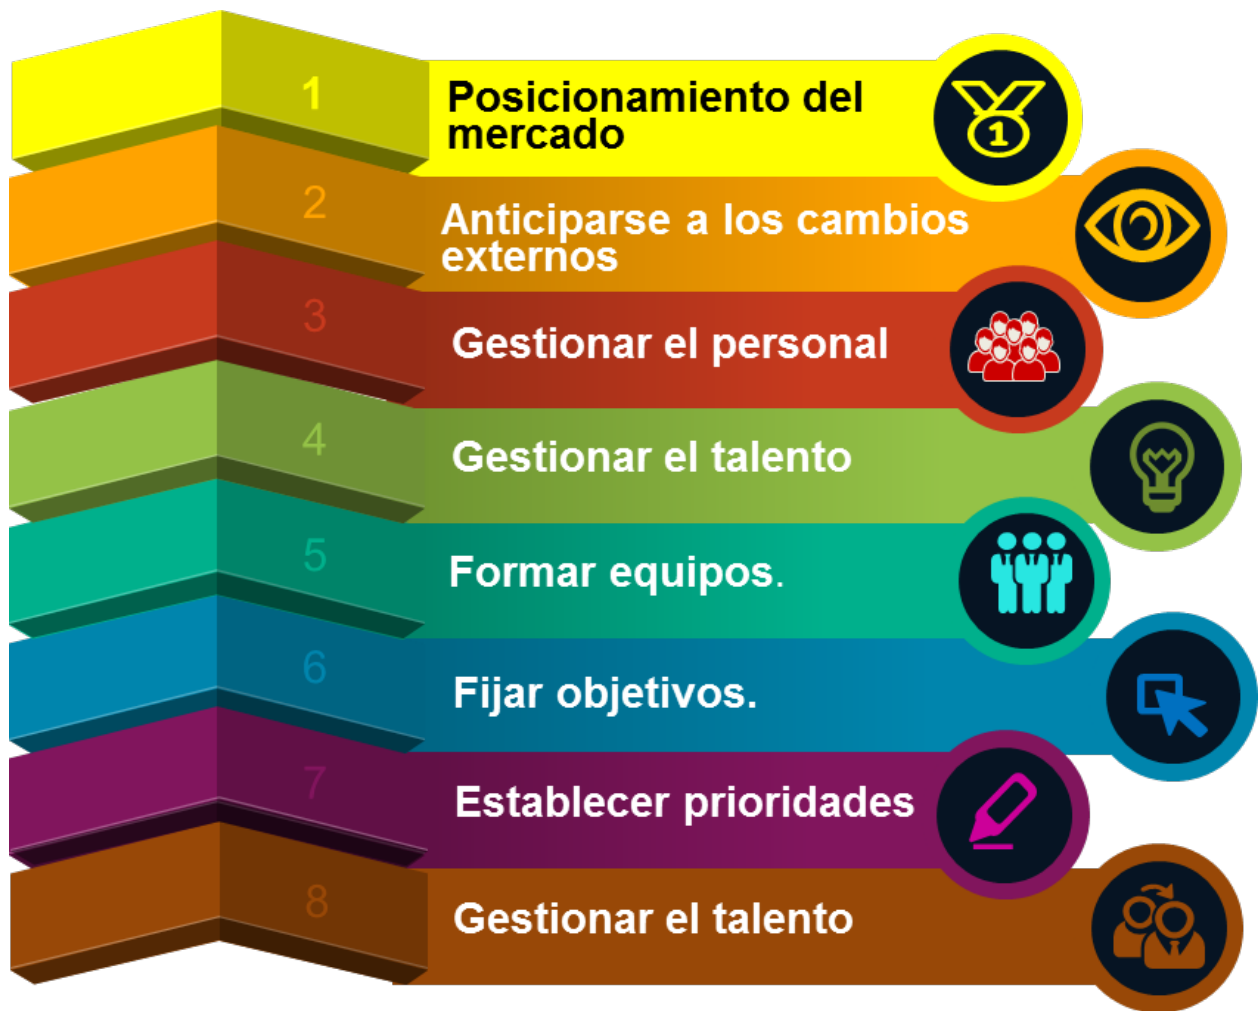 1
Posicionamiento del
mercado
1
2
Anticiparse a los cambios
externos
3
Gestionar el personal
4
Gestionar el talento
5
Formar equipos.
6
Fijar objetivos.
7
Establecer prioridades
8
Gestionar el talento